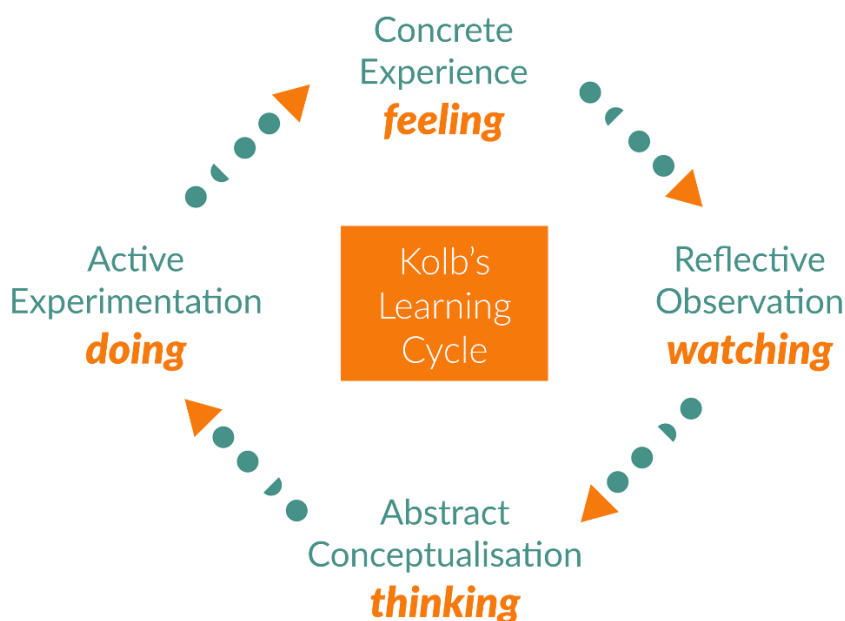 Concrete
Experience
feeling
Active
Experimentation
doing
Kolb’s
Learning
Cycle
Reflective
Observation
watching
Abstract
Conceptualisation
thinking